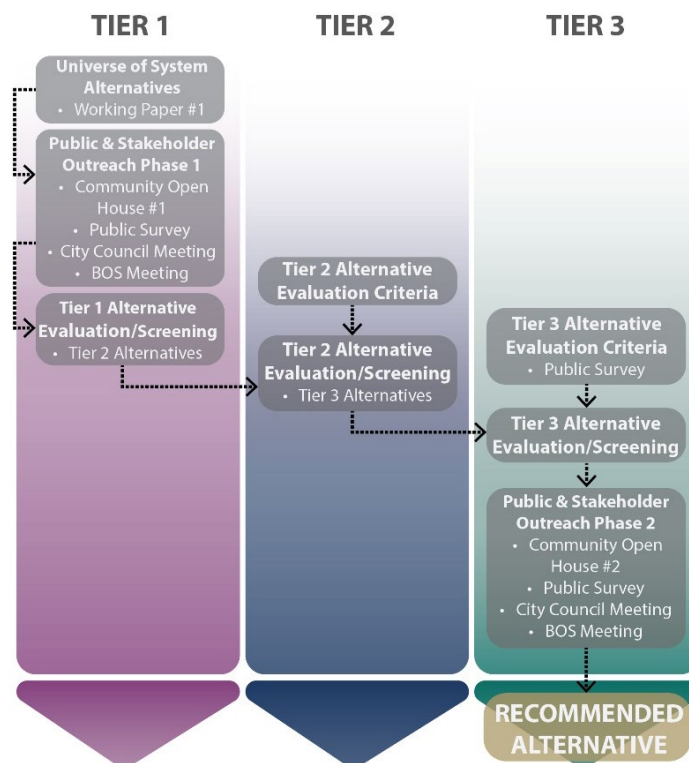 TIER 1
Universe of System
Alternatives
• Working Paper #1
Public & Stakeholder
Outreach Phase 1
• Community Open
House #1
• Public Survey
• City Council Meeting
• BOS Meeting
Tier 1 Alternative
Evaluation/Screening
• Tier 2 Alternatives
TIER 2
Tier 2 Alternative
Evaluation Criteria
Tier 2 Alternative
Evaluation/Screening
• Tier 3 Alternatives
TIER 3
Tier 3 Alternative
Evaluation Criteria
• Public Survey
Tier 3 Alternative
Evaluation/Screening
Public & Stakeholder
Outreach Phase 2
• Community Open
House #2
• Public Survey
• City Council Meeting
• BOS Meeting
RECOMMENDED
ALTERNATIVE